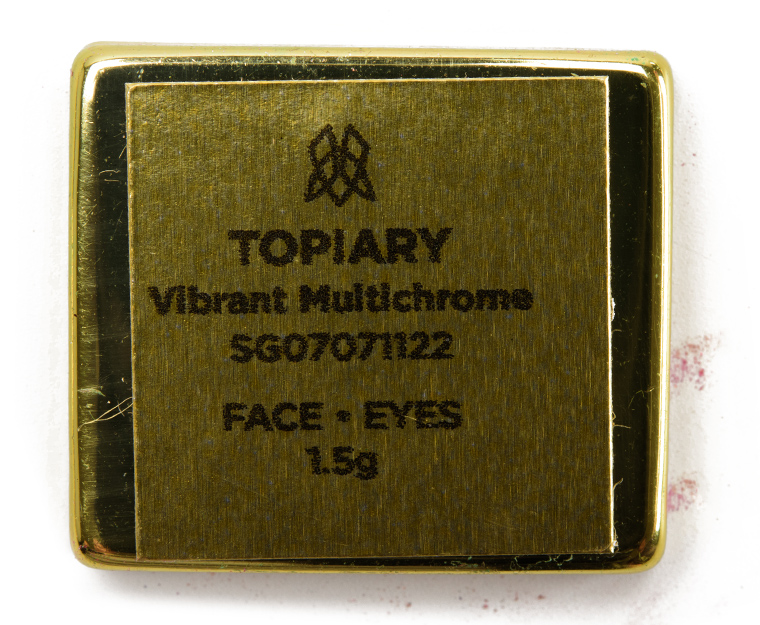 TOPIARY
Vibrant Multichrome
SG07071122
FACE • EYES
1.5g